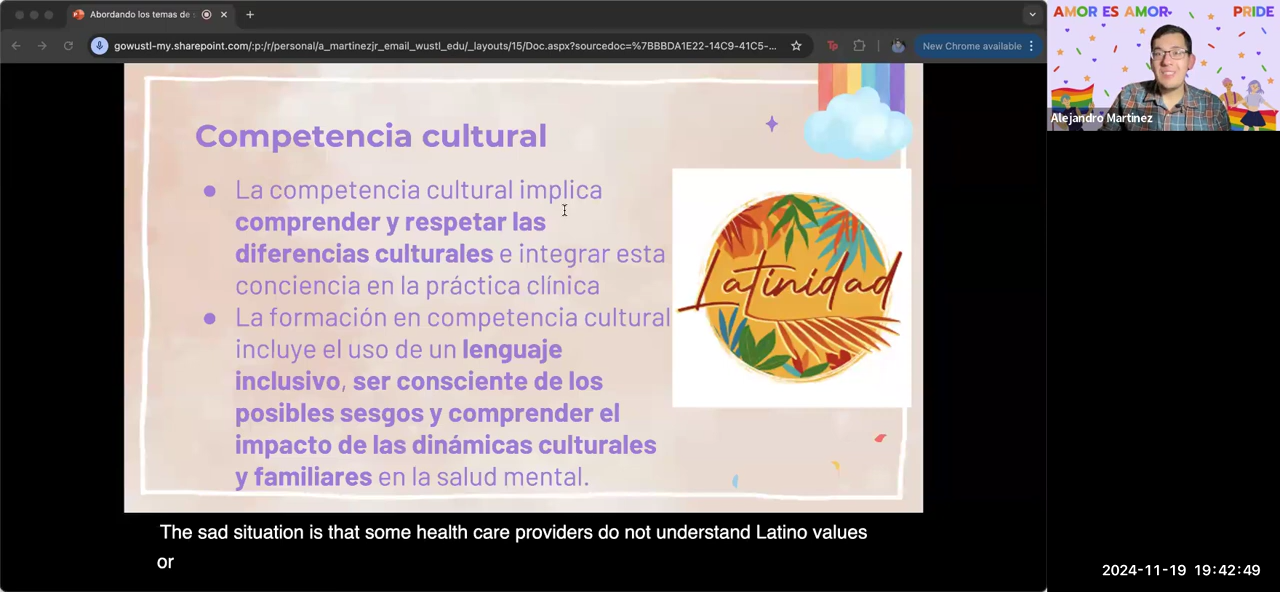 Abordando los temas de
gowustl-my.sharepoint.com/:p:/r/personal/a_martinezjr_email_wustl_edu/_layouts/15/Doc.aspx?sourcedoc=%7BBBDA1E22-14C9-41C5-...
Tp
New Chrome available
AMOR ES AMOR
PRIDE
Alejandro Martinez
Competencia cultural
● La competencia cultural implica
comprender y respetar las
diferencias culturales e integrar esta
conciencia en la práctica clínica
● La formación en competencia cultural
incluye el uso de un lenguaje
inclusivo, ser consciente de los
posibles sesgos y comprender el
impacto de las dinámicas culturales
y familiares en la salud mental.
Latinidad
The sad situation is that some health care providers do not understand Latino values
or
2024-11-19 19:42:49